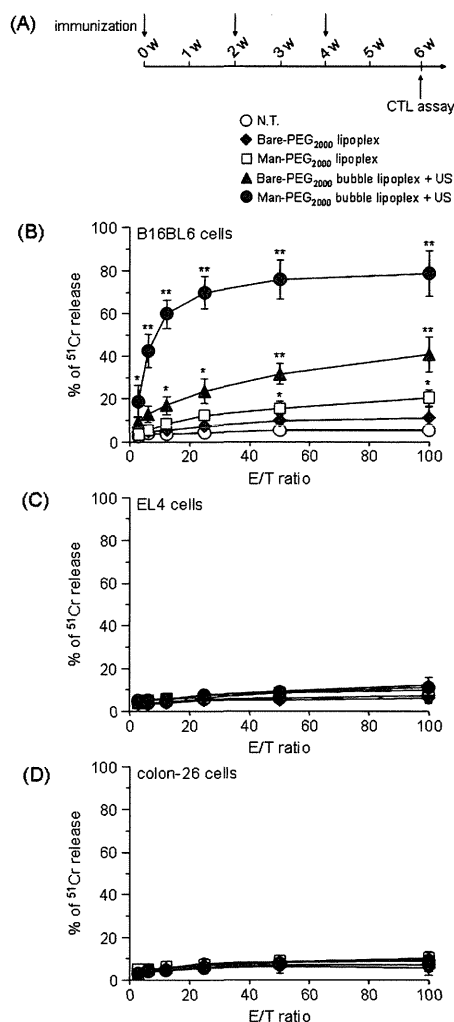 (A)
immunization
0 w 1 w 2 w 3 w 4 w 5 w 6 w
CTL assay
N.T.
Bare-PEG2000 lipoplex
Man-PEG2000 lipoplex
Bare-PEG2000 bubble lipoplex + US
Man-PEG2000 bubble lipoplex + US
(B)
B16BL6 cells
% of 51Cr release
100
80
60
40
20
0
* ** ** ** ** **
* * ** **
* *
0 20 40 60 80 100
E/T ratio
(C)
EL4 cells
% of 51Cr release
100
80
60
40
20
0
0 20 40 60 80 100
E/T ratio
(D)
colon-26 cells
% of 51Cr release
100
80
60
40
20
0
0 20 40 60 80 100
E/T ratio